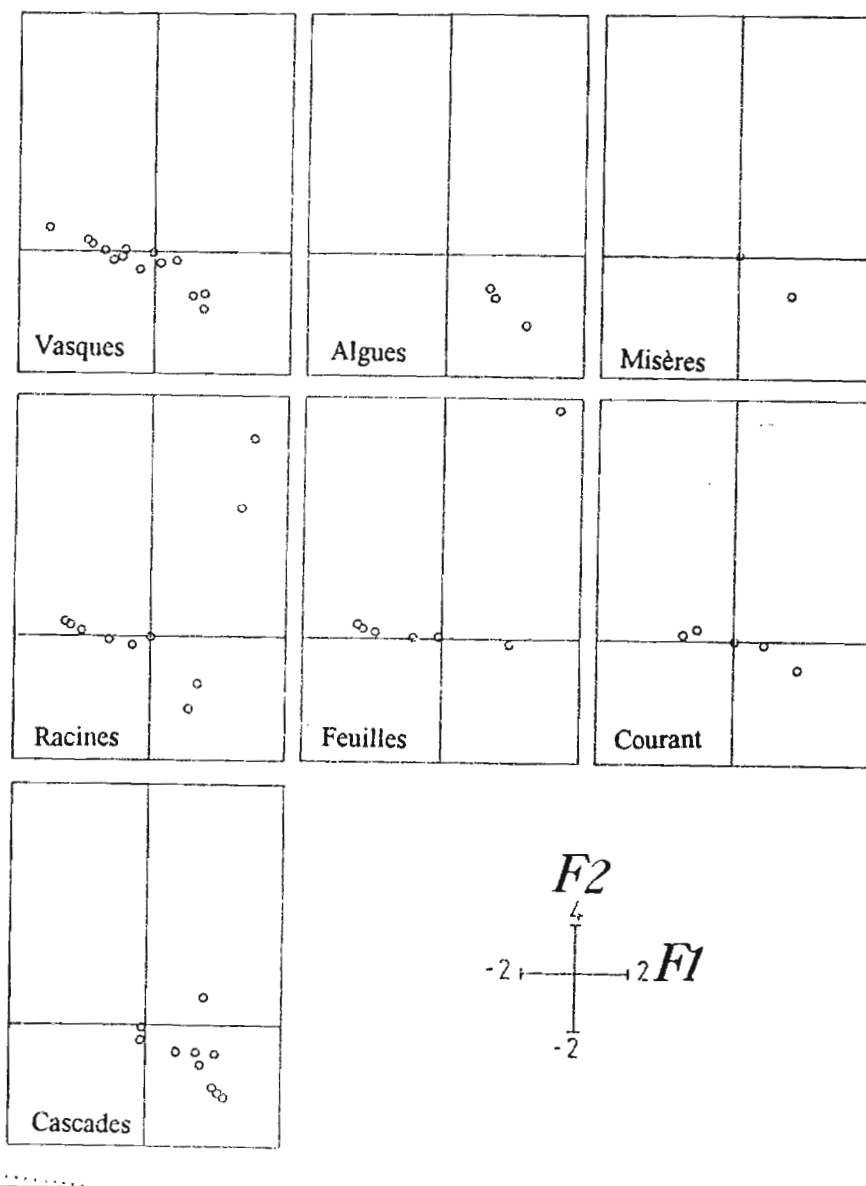 Vasques
Algues
Misères
Racines
Feuilles
Courant
Cascades
F2
4
-2
2 F1
-2